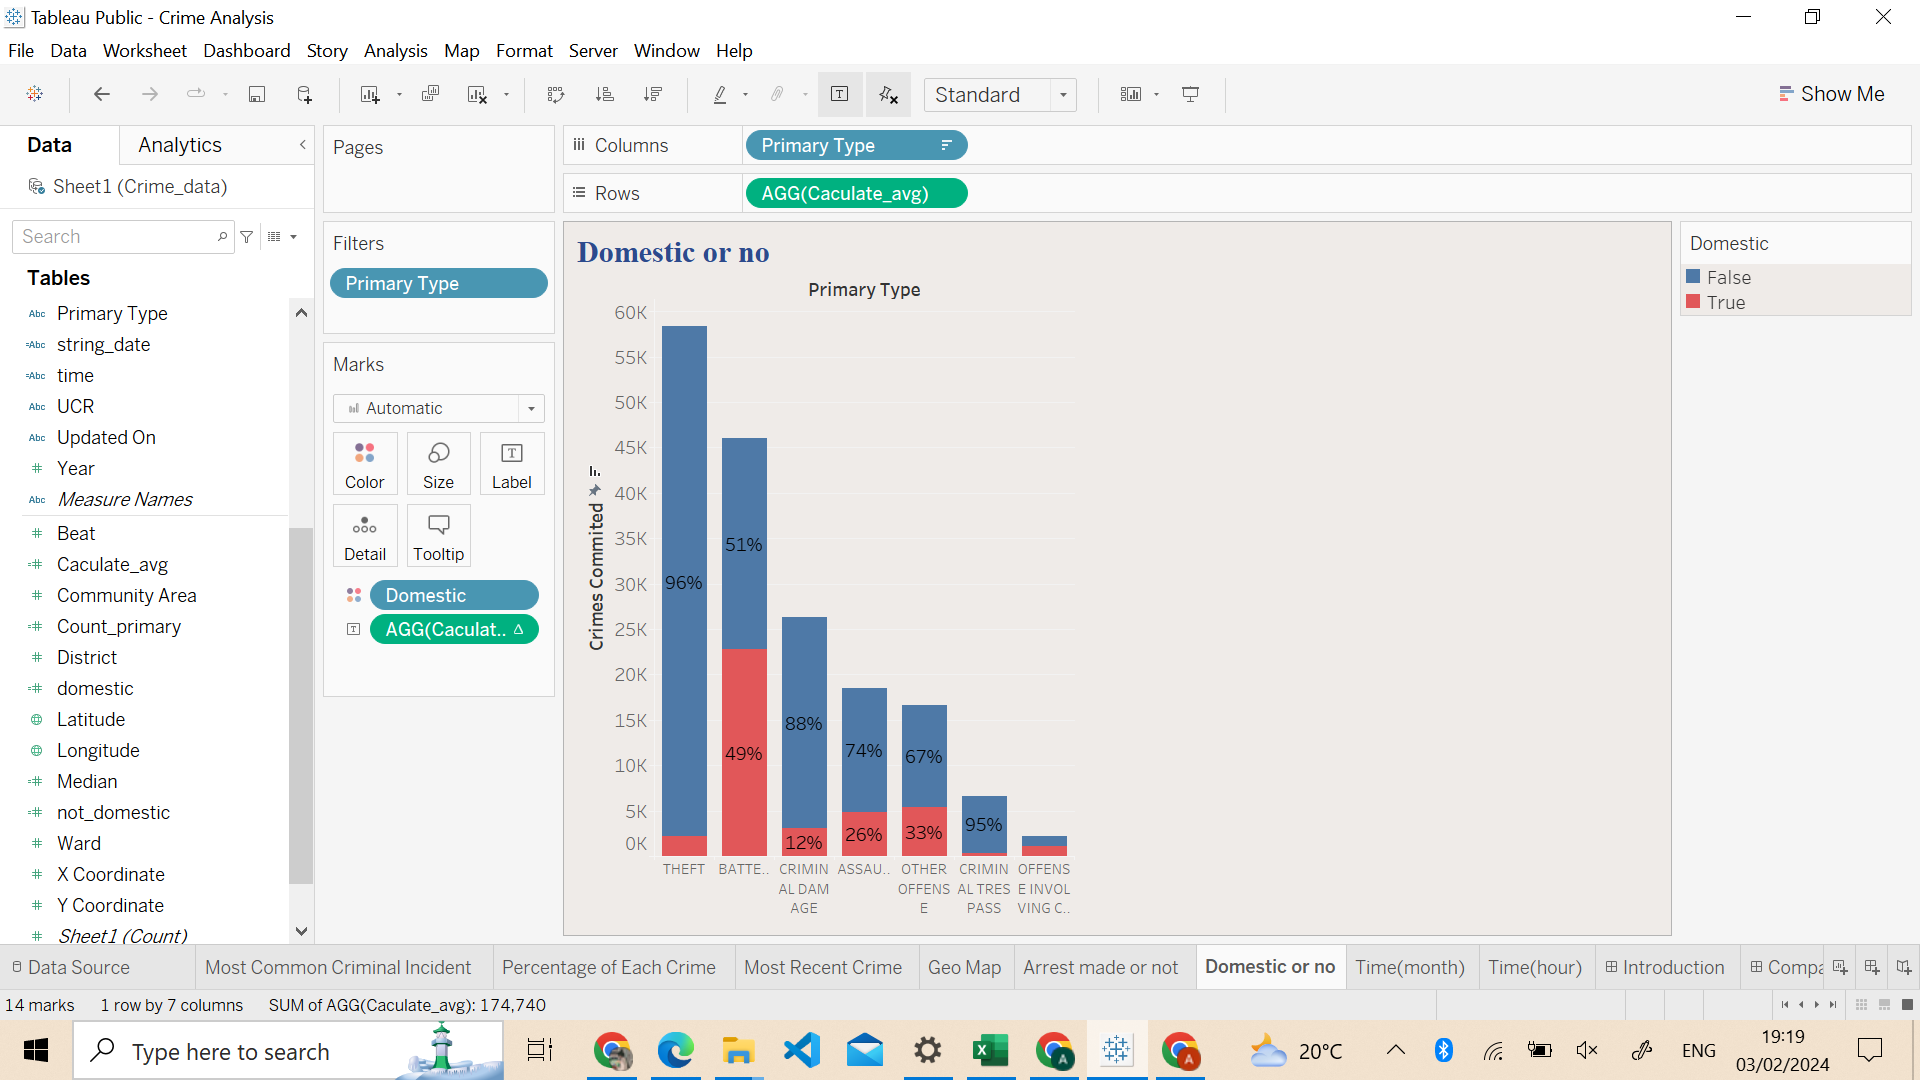 Tableau Public - Crime Analysis
File Data Worksheet Dashboard Story Analysis Map Format Server Window Help
Standard
Show Me
Data Analytics
Sheet1 (Crime_data)
Search
Tables
Abc Primary Type
=Abc string_date
=Abc time
Abc UCR
Abc Updated On
# Year
Abc Measure Names
# Beat
=# Caculate_avg
# Community Area
=# Count_primary
# District
=# domestic
Latitude
Longitude
=# Median
=# not_domestic
# Ward
# X Coordinate
# Y Coordinate
# Sheet1 (Count)
Pages
Filters
Primary Type
Marks
Automatic
Color Size Label
Detail Tooltip
Domestic
AGG(Caculat.. Δ
Columns Primary Type
Rows AGG(Caculate_avg)
Domestic or no
Primary Type
Crimes Commited
60K
55K
50K
45K
40K
35K
30K
25K
20K
15K
10K
5K
0K
96%
51%
49%
88%
12%
74%
26%
67%
33%
95%
THEFT BATTE.. CRIMIN ASSAU.. OTHER CRIMIN OFFENS
AL DAM OFFENS AL TRES E INVOL
AGE E PASS VING C..
Domestic
False
True
Data Source Most Common Criminal Incident Percentage of Each Crime Most Recent Crime Geo Map Arrest made or not Domestic or no Time(month) Time(hour) Introduction Compa
14 marks 1 row by 7 columns SUM of AGG(Caculate_avg): 174,740
Type here to search
A
A
20°C
ENG
19:19
03/02/2024